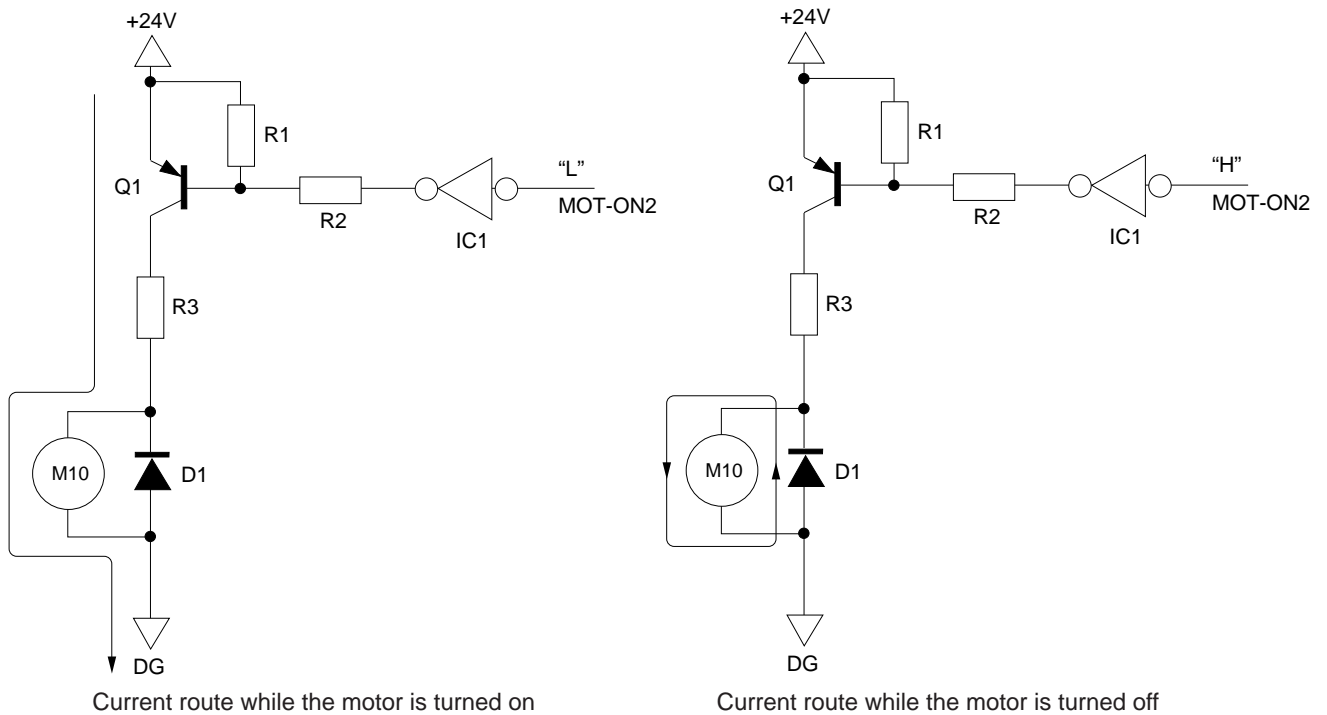 +24V
R1
Q1
“L”
MOT-ON2
R2
IC1
R3
M10
D1
DG
Current route while the motor is turned on
+24V
R1
Q1
“H”
MOT-ON2
R2
IC1
R3
M10
D1
DG
Current route while the motor is turned off